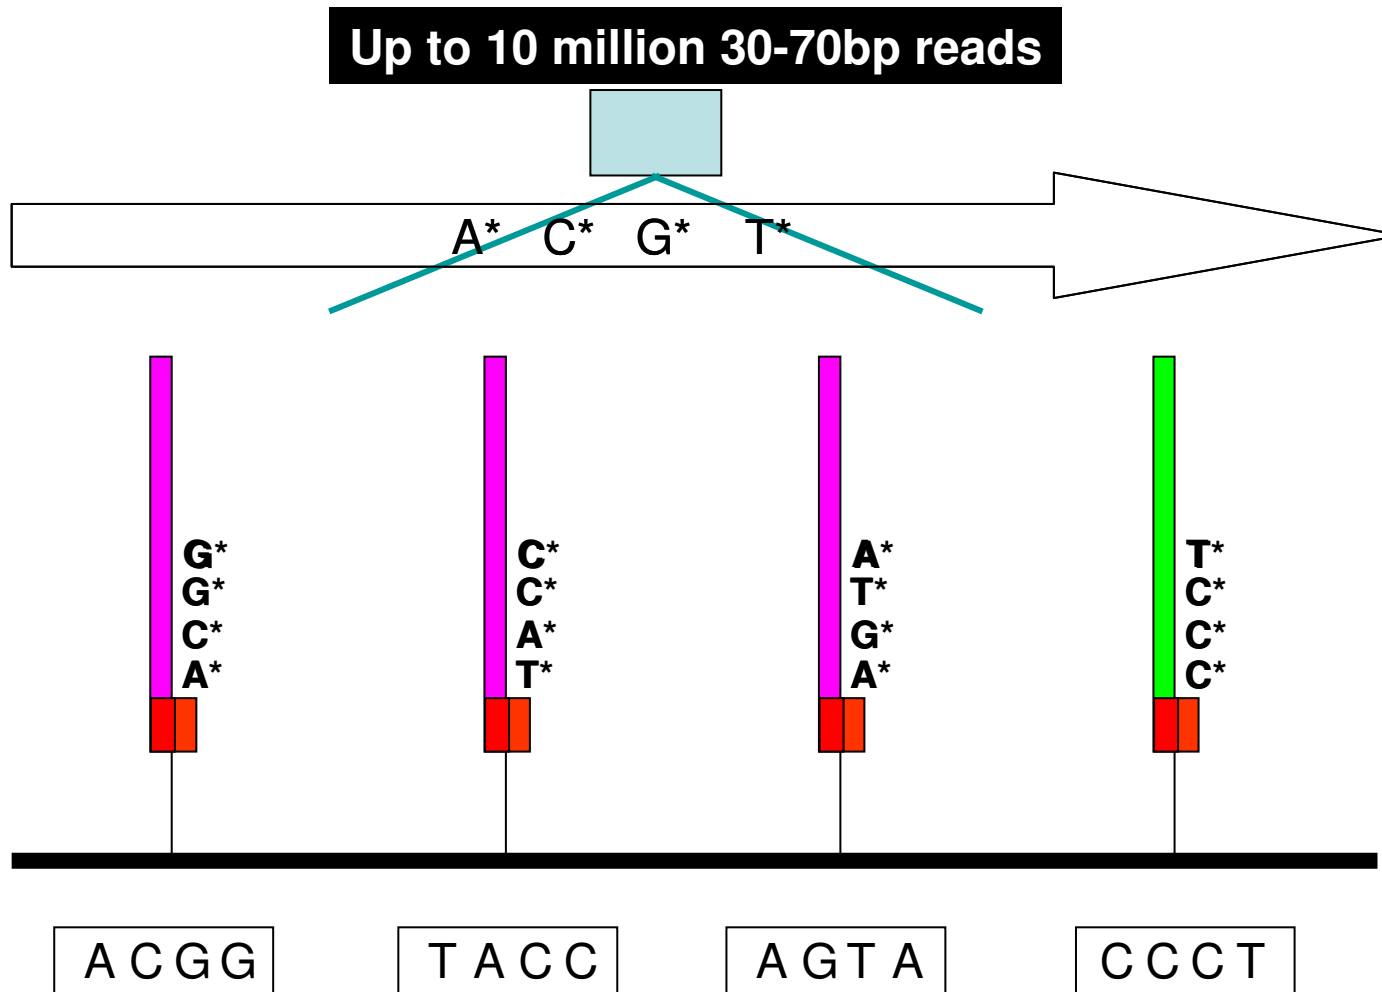 Up to 10 million 30-70bp reads
A* C* G* T*
G* C* A* T*
G* C* T* C*
C* A* G* C*
A* T* A* C*
A C G G
T A C C
A G T A
C C C T